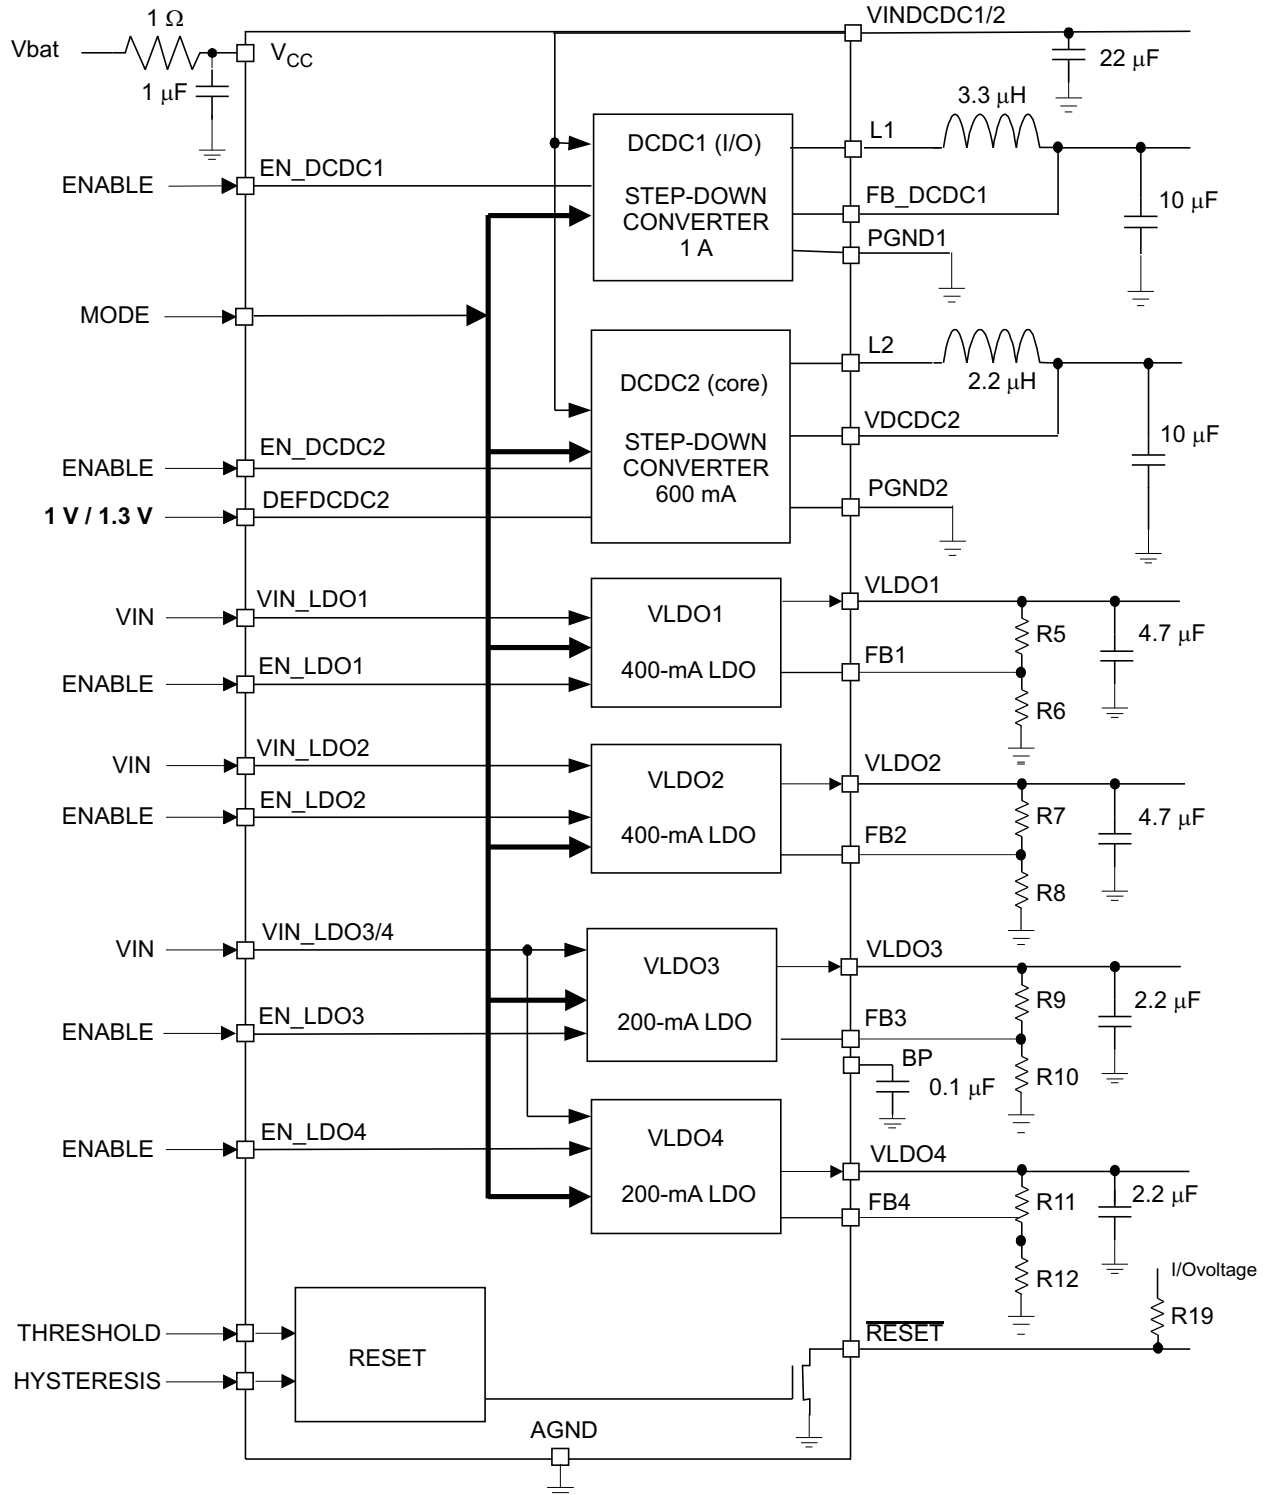 1 Ω
Vbat
VCC
1 μF
VINDCDC1/2
22 μF
3.3 μH
L1
DCDC1 (I/O)
STEP-DOWN
CONVERTER
1 A
ENABLE
EN_DCDC1
FB_DCDC1
10 μF
PGND1
MODE
L2
2.2 μH
DCDC2 (core)
STEP-DOWN
CONVERTER
600 mA
VDCDC2
10 μF
ENABLE
EN_DCDC2
PGND2
1 V / 1.3 V
DEFDCDC2
VIN
VIN_LDO1
VLDO1
400-mA LDO
VLDO1
R5
4.7 μF
ENABLE
EN_LDO1
FB1
R6
VIN
VIN_LDO2
VLDO2
400-mA LDO
VLDO2
R7
4.7 μF
ENABLE
EN_LDO2
FB2
R8
VIN
VIN_LDO3/4
VLDO3
200-mA LDO
VLDO3
R9
2.2 μF
ENABLE
EN_LDO3
FB3
R10
BP
0.1 μF
ENABLE
EN_LDO4
VLDO4
200-mA LDO
VLDO4
R11
2.2 μF
FB4
R12
I/Ovoltage
R19
THRESHOLD
HYSTERESIS
RESET
RESET
AGND